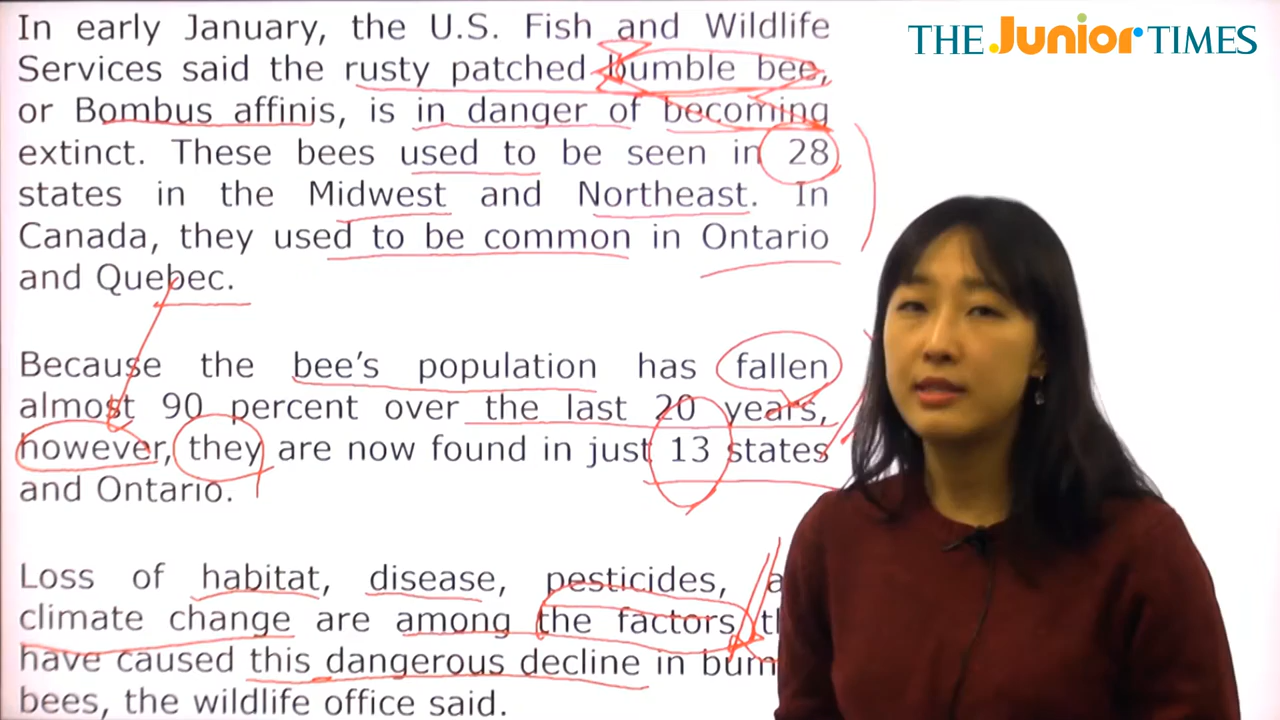 THE Junior TIMES
In early January, the U.S. Fish and Wildlife
Services said the rusty patched bumble bee,
or Bombus affinis, is in danger of becoming
extinct. These bees used to be seen in 28
states in the Midwest and Northeast. In
Canada, they used to be common in Ontario
and Quebec.
Because the bee's population has fallen
almost 90 percent over the last 20 years,
however, they are now found in just 13 states
and Ontario.
Loss of habitat, disease, pesticides,
climate change are among the factors
have caused this dangerous decline in
bees, the wildlife office said.